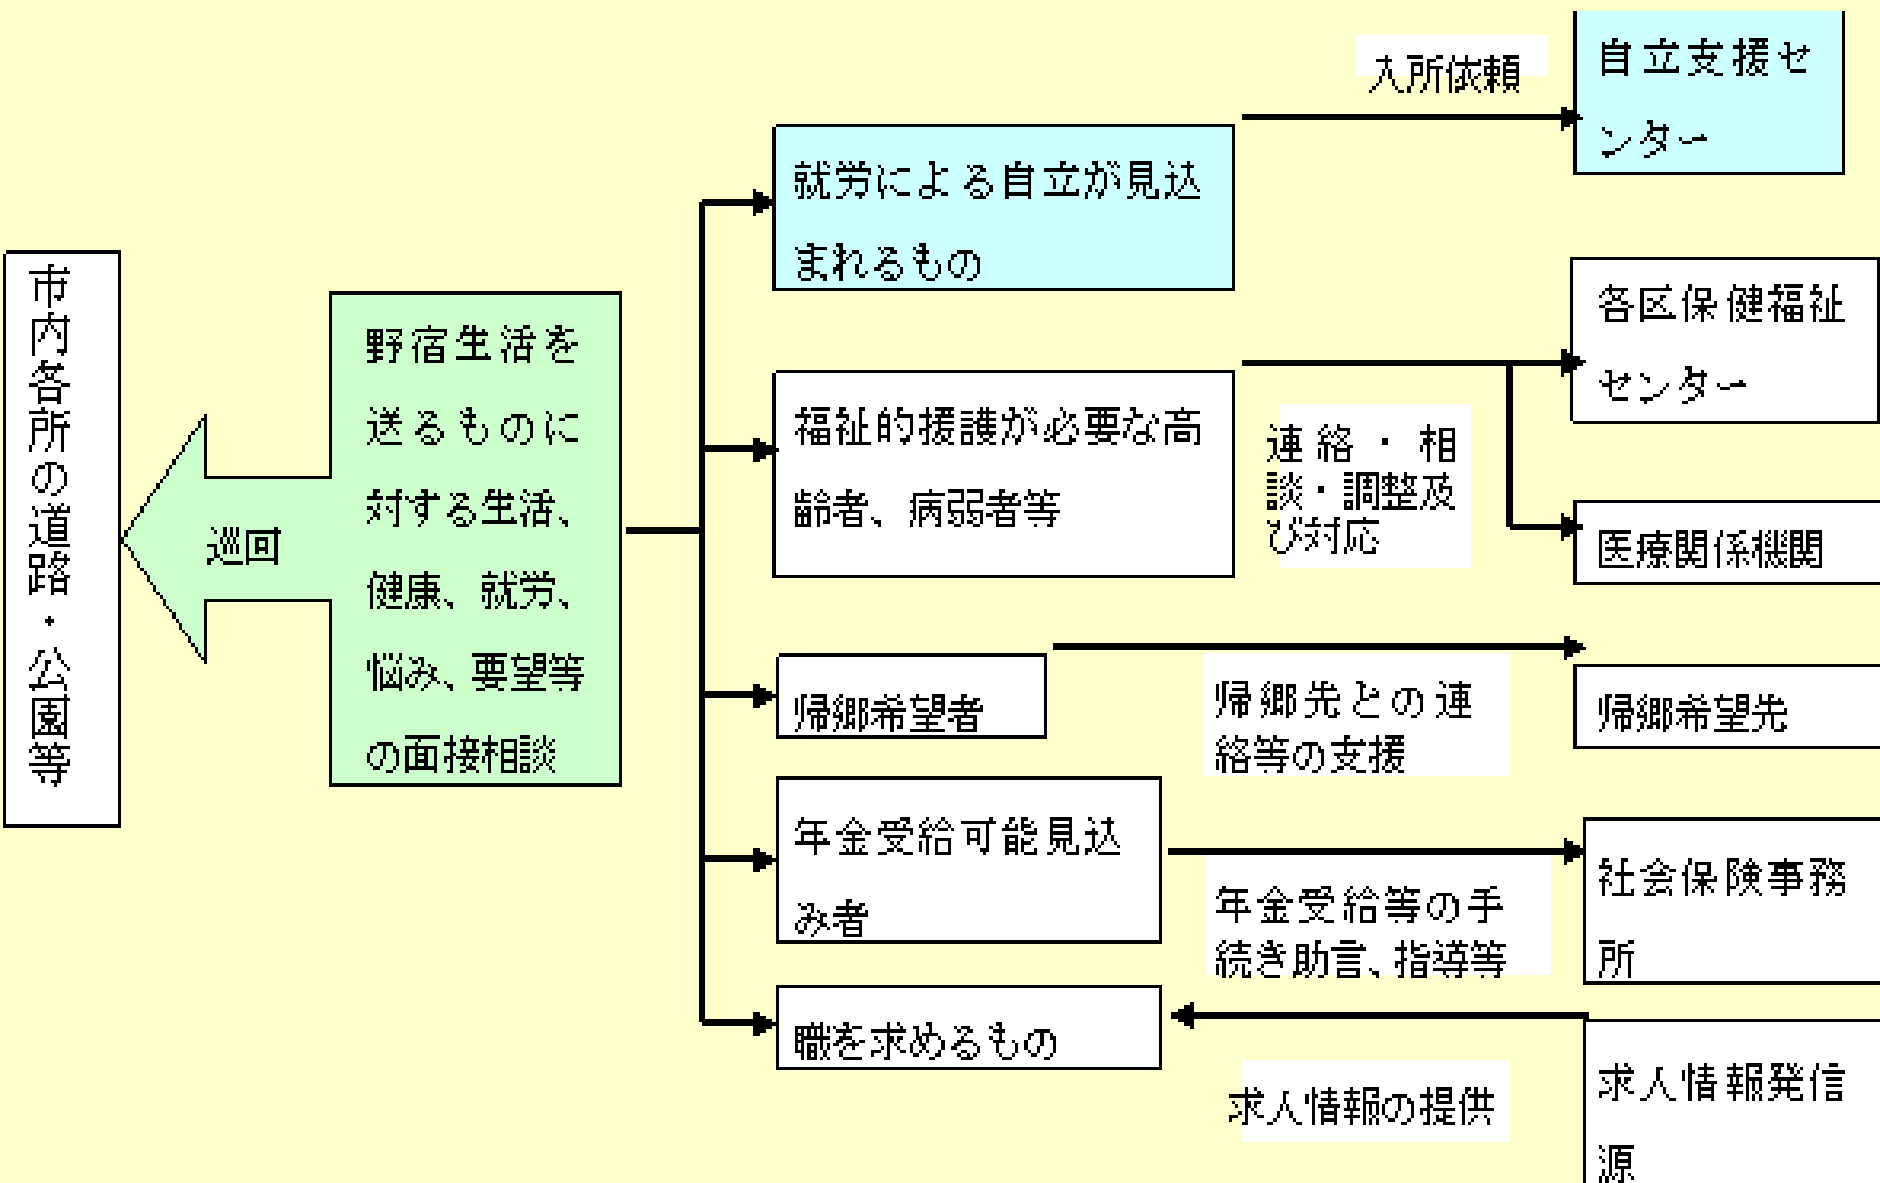 市内各所の道路・公園等
巡回
野宿生活を
送るものに
対する生活、
健康、就労、
悩み、要望等
の面接相談
就労による自立が見込
まれるもの
入所依頼
自立支援セ
ンター
福祉的援護が必要な高
齢者、病弱者等
連絡・相
談・調整及
び対応
各区保健福祉
センター
医療関係機関
帰郷希望者
帰郷先との連
絡等の支援
帰郷希望先
年金受給可能見込
み者
年金受給等の手
続き助言、指導等
社会保険事務
所
職を求めるもの
求人情報の提供
求人情報発信
源